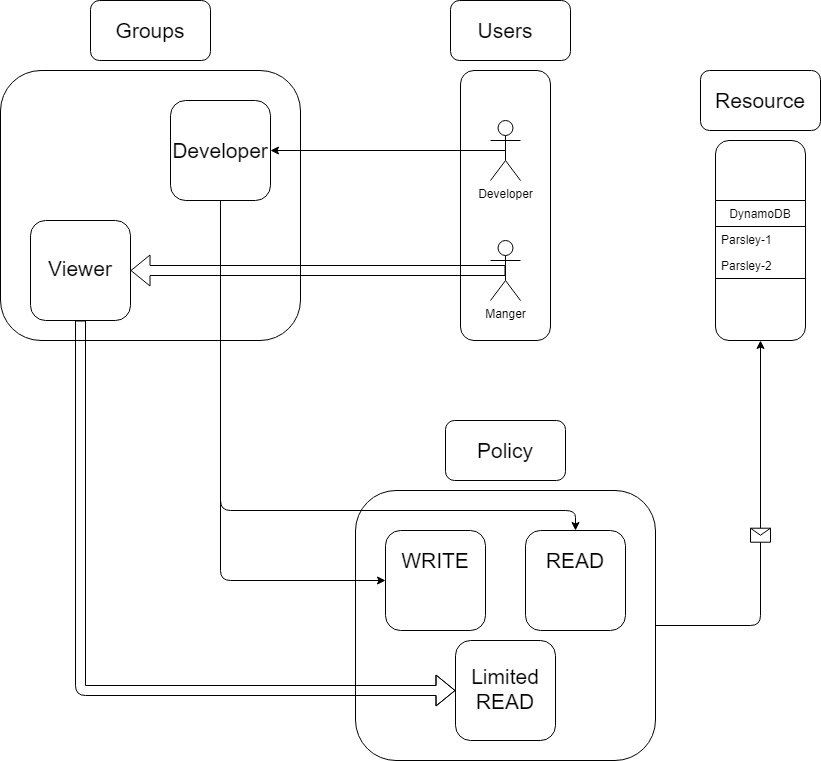 Groups
Users
Resource
Developer
Developer
Viewer
Manger
DynamoDB
Parsley-1
Parsley-2
Policy
WRITE
READ
Limited
READ